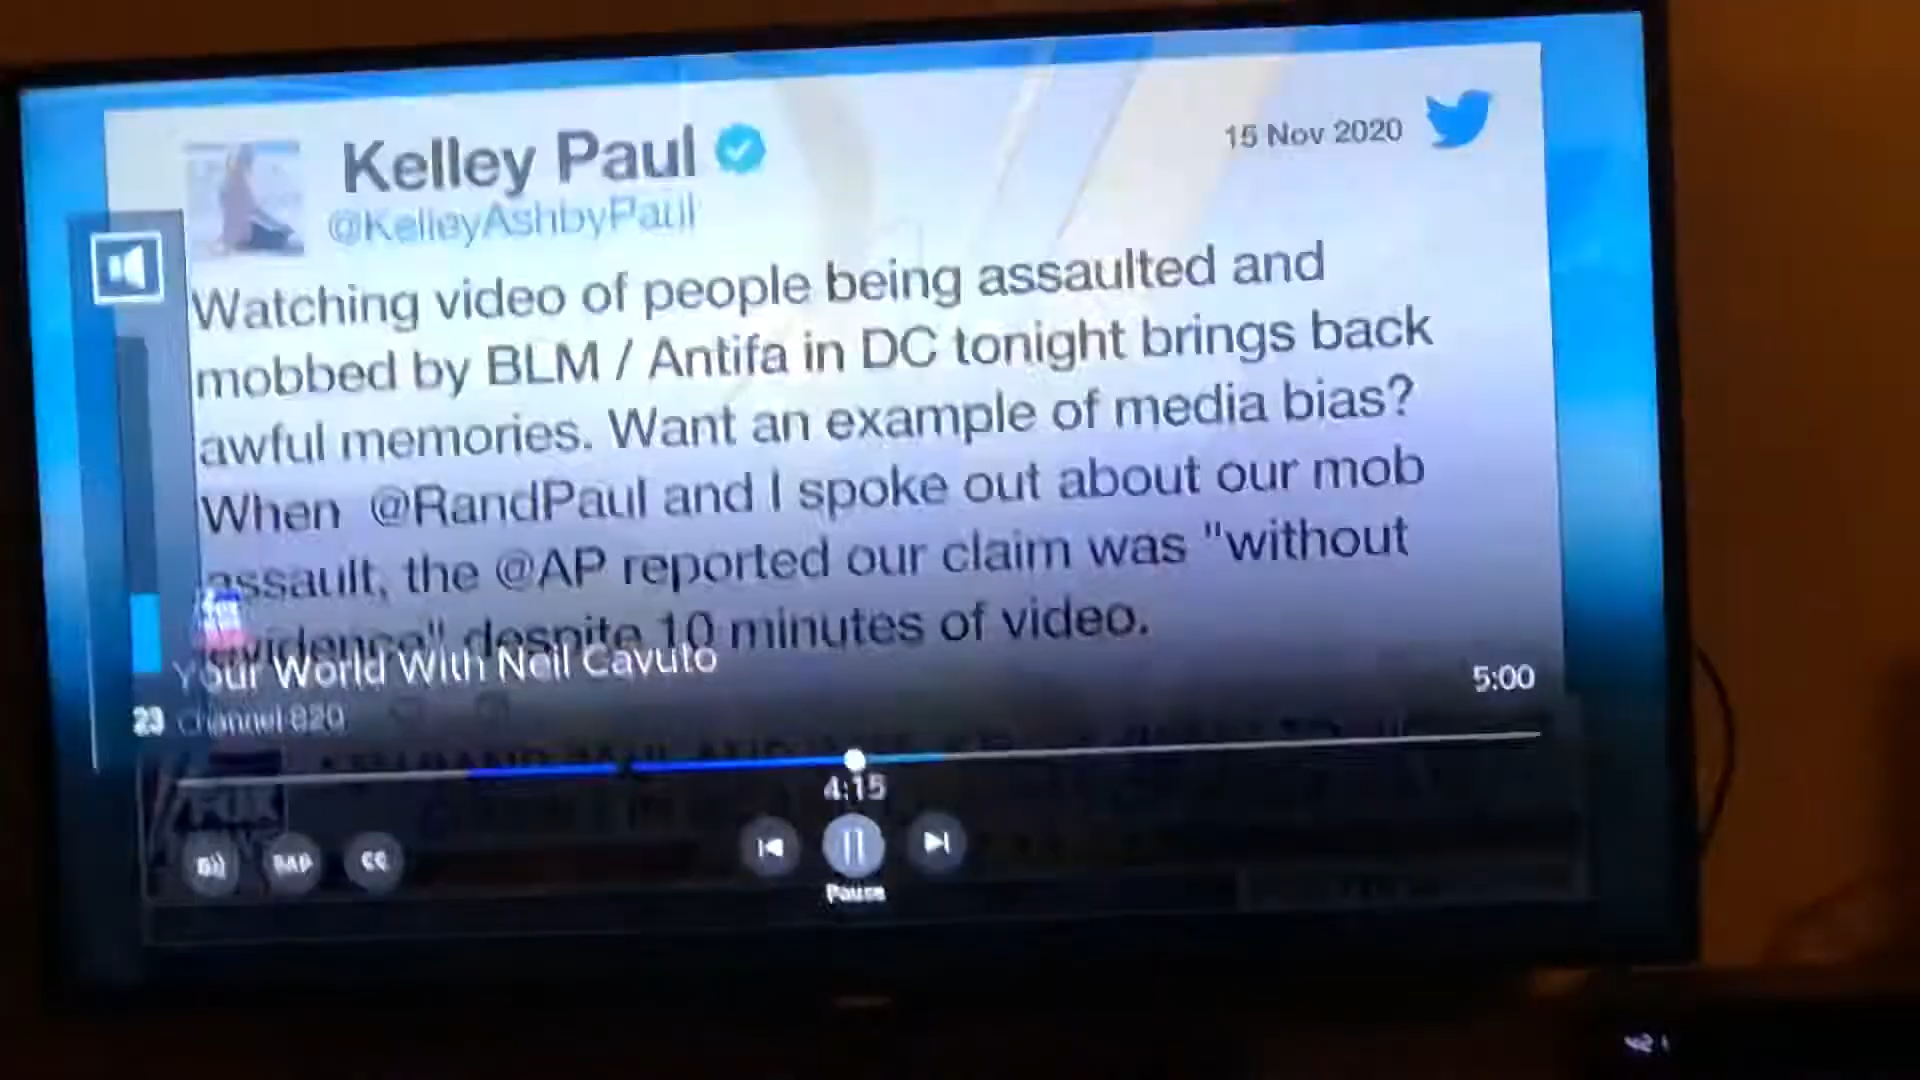 Kelley Paul
15 Nov 2020
@KelleyAshbyPaul
Watching video of people being assaulted and
mobbed by BLM / Antifa in DC tonight brings back
awful memories. Want an example of media bias?
When @RandPaul and I spoke out about our mob
assault, the @AP reported our claim was "without
evidence" despite 10 minutes of video.
Your World With Neil Cavuto
5:00
23 Channel 820
4:15
SAP
CC
Pause